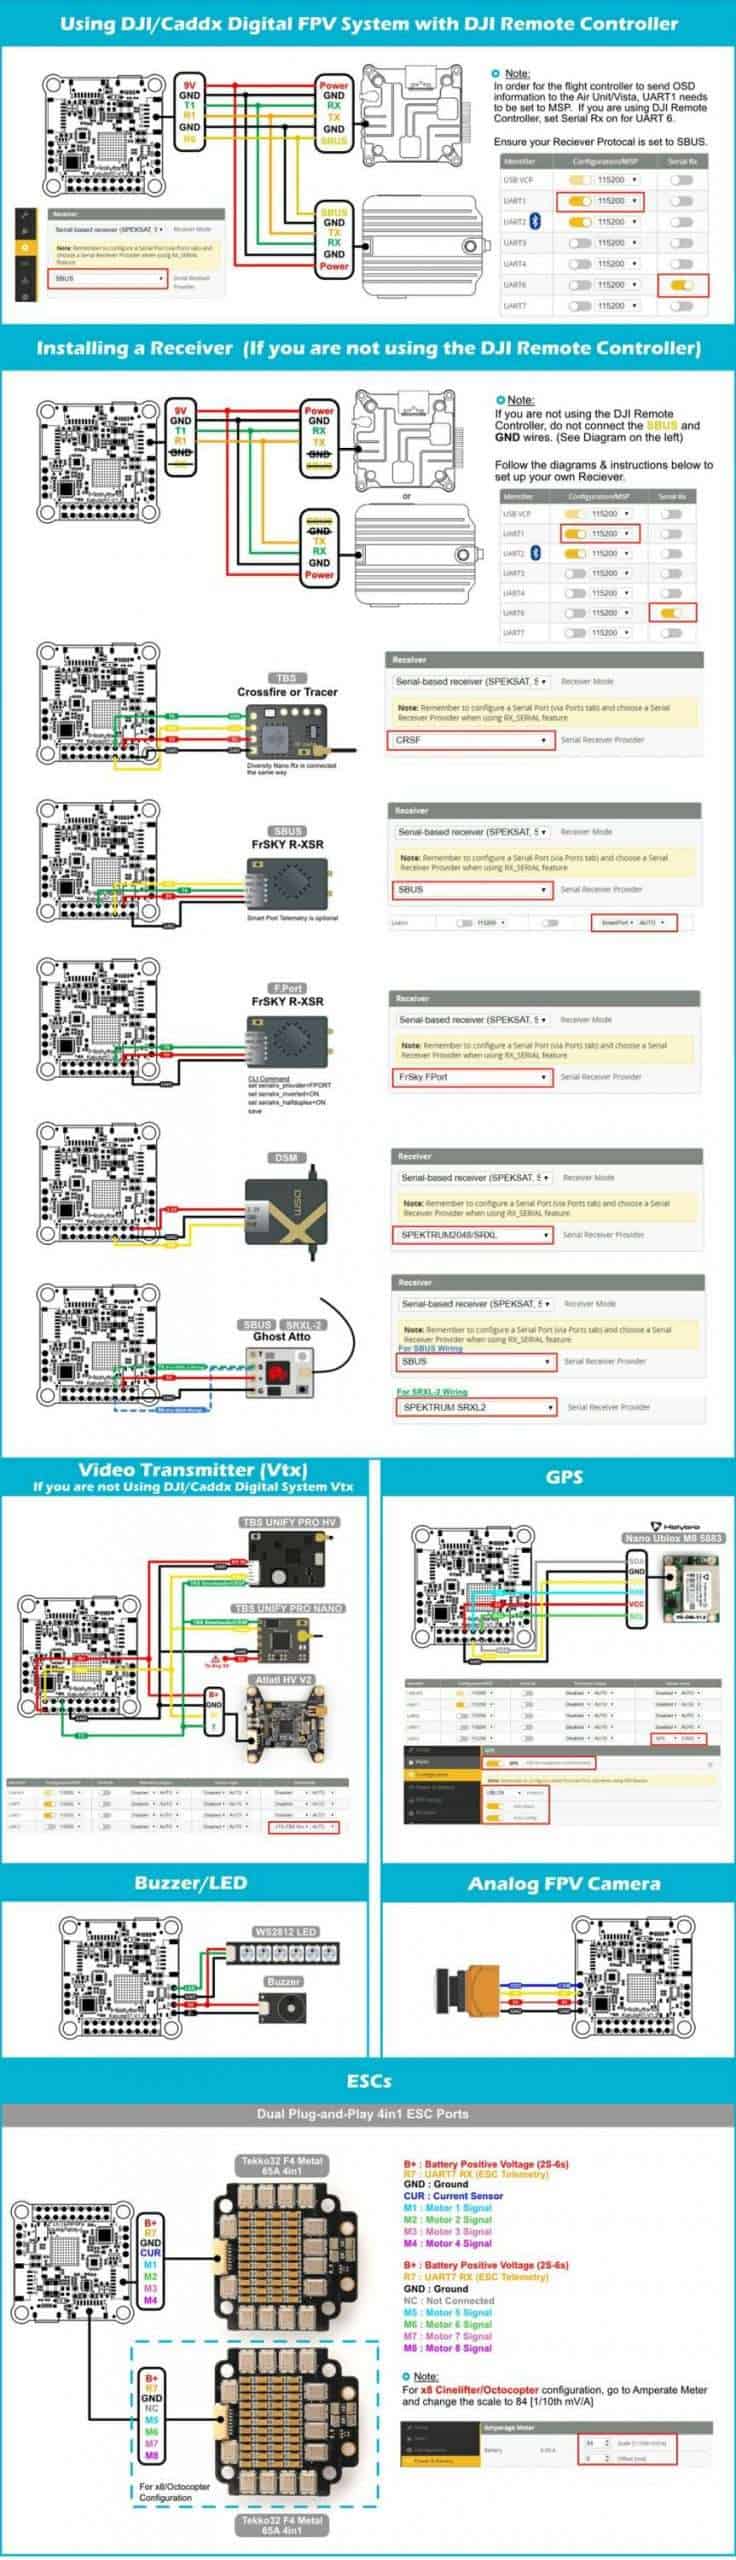 Using DJI/Caddx Digital FPV System with DJI Remote Controller
9V
GND
T1
R1
GND
R6
Power
GND
RX
TX
GND
SBUS
SBUS
GND
TX
RX
GND
Power
Note:
In order for the flight controller to send OSD
information to the Air Unit/Vista, UART1 needs
to be set to MSP. If you are using DJI Remote
Controller, set Serial Rx on for UART 6.
Ensure your Reciever Protocal is set to SBUS.
Identifier Configuration/MSP Serial Rx
USB VCP 115200
UART1 115200
UART2 115200
UART3 115200
UART4 115200
UART6 115200
UART7 115200
Receiver
Serial-based receiver (SPEKSAT, S Receiver Mode
Note: Remember to configure a Serial Port (via Ports tab) and
choose a Serial Receiver Provider when using RX_SERIAL
feature
SBUS Serial Receiver
Provider
Installing a Receiver (If you are not using the DJI Remote Controller)
9V
GND
T1
R1
GND
Power
GND
RX
TX
GND
SBUS
or
SBUS
GND
TX
RX
GND
Power
Note:
If you are not using the DJI Remote
Controller, do not connect the SBUS and
GND wires. (See Diagram on the left)
Follow the diagrams & instructions below to
set up your own Reciever.
Identifier Configuration/MSP Serial Rx
USB VCP 115200
UART1 115200
UART2 115200
UART3 115200
UART4 115200
UART6 115200
UART7 115200
TBS
Crossfire or Tracer
Diversity Nano Rx is connected
the same way
Receiver
Serial-based receiver (SPEKSAT, S Receiver Mode
Note: Remember to configure a Serial Port (via Ports tab) and choose a Serial
Receiver Provider when using RX_SERIAL feature
CRSF Serial Receiver Provider
SBUS
FrSKY R-XSR
Smart Port Telemetry is optional
Receiver
Serial-based receiver (SPEKSAT, S Receiver Mode
Note: Remember to configure a Serial Port (via Ports tab) and choose a Serial
Receiver Provider when using RX_SERIAL feature
SBUS Serial Receiver Provider
115200 SmartPort AUTO
F.Port
FrSKY R-XSR
CLI Command
set serialrx_provider=FPORT
set serialrx_inverted=ON
set serialrx_halfduplex=ON
save
Receiver
Serial-based receiver (SPEKSAT, S Receiver Mode
Note: Remember to configure a Serial Port (via Ports tab) and choose a Serial
Receiver Provider when using RX_SERIAL feature
FrSky FPort Serial Receiver Provider
DSM
DSM
X
Receiver
Serial-based receiver (SPEKSAT, S Receiver Mode
Note: Remember to configure a Serial Port (via Ports tab) and choose a Serial
Receiver Provider when using RX_SERIAL feature
SPEKTRUM2048/SRXL Serial Receiver Provider
SBUS SRXL-2
Ghost Atto
Receiver
Serial-based receiver (SPEKSAT, S Receiver Mode
Note: Remember to configure a Serial Port (via Ports tab) and choose a Serial
Receiver Provider when using RX_SERIAL feature
For SBUS Wiring
SBUS Serial Receiver Provider
For SRXL-2 Wiring
SPEKTRUM SRXL2 Serial Receiver Provider
Video Transmitter (Vtx)
If you are not Using DJI/Caddx Digital System Vtx
TBS UNIFY PRO HV
TBS UNIFY PRO NANO
Atlatl HV V2
B+
GND
GPS
Holybro
Nano Ublox M8 5883
SDA
GND
VCC
SCL
Buzzer/LED
WS2812 LED
Buzzer
Analog FPV Camera
ESCs
Dual Plug-and-Play 4in1 ESC Ports
Tekko32 F4 Metal
65A 4in1
B+
R7
GND
CUR
M1
M2
M3
M4
B+ : Battery Positive Voltage (2S-6s)
R7 : UART7 RX (ESC Telemetry)
GND : Ground
CUR : Current Sensor
M1 : Motor 1 Signal
M2 : Motor 2 Signal
M3 : Motor 3 Signal
M4 : Motor 4 Signal
B+ : Battery Positive Voltage (2S-6s)
R7 : UART7 RX (ESC Telemetry)
GND : Ground
NC : Not Connected
M5 : Motor 5 Signal
M6 : Motor 6 Signal
M7 : Motor 7 Signal
M8 : Motor 8 Signal
B+
R7
GND
NC
M5
M6
M7
M8
For x8/Octocopter
Configuration
Tekko32 F4 Metal
65A 4in1
Note:
For x8 Cinelifter/Octocopter configuration, go to Amperate Meter
and change the scale to 84 [1/10th mV/A]
Amperage Meter
Battery 84 Scale [1/10th mV/A]
0 Offset [mA]
Power & Battery